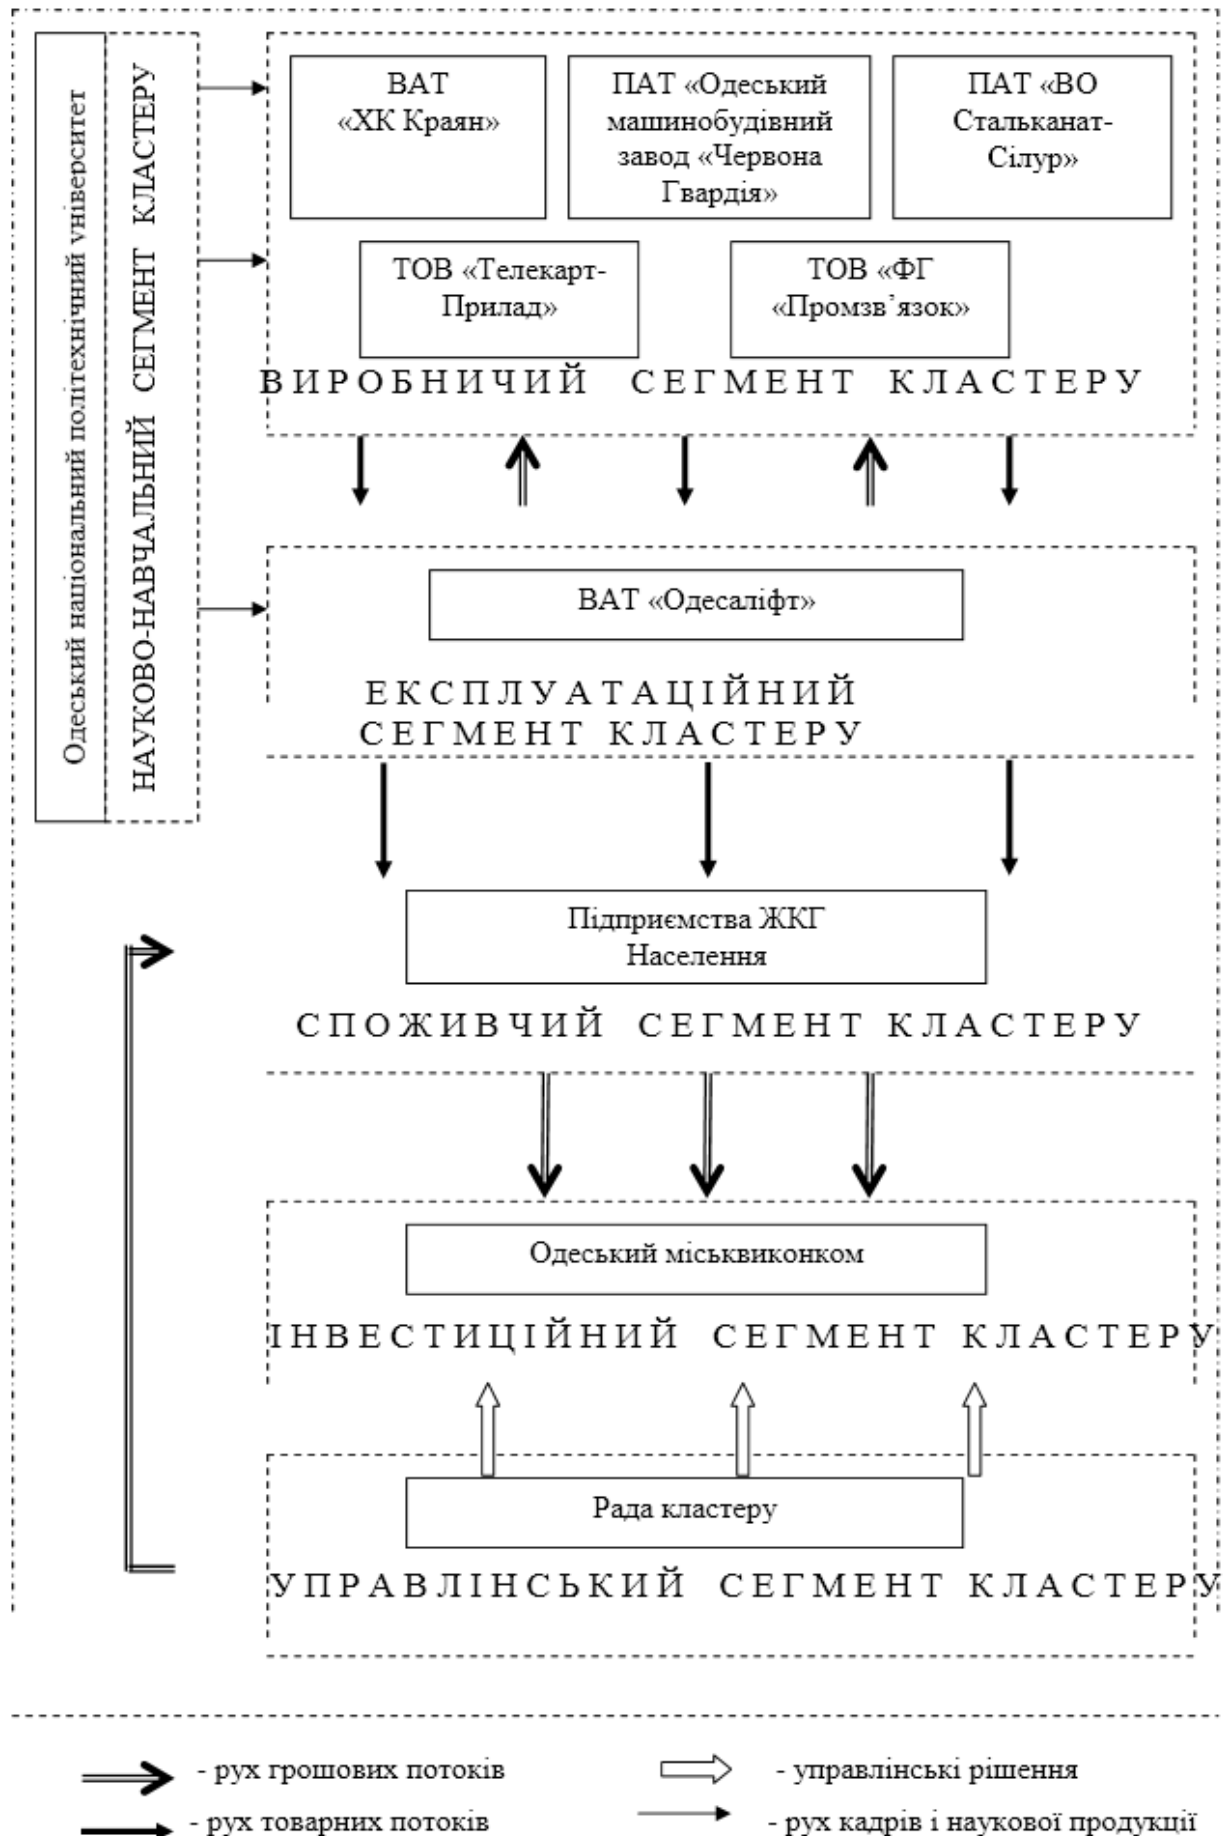 Одеський національний політехнічний університет
НАУКОВО-НАВЧАЛЬНИЙ СЕГМЕНТ КЛАСТЕРУ
ВАТ
«ХК Краян»
ПАТ «Одеський
машинобудівний
завод «Червона
Гвардія»
ПАТ «ВО
Стальканат-
Сілур»
ТОВ «Телекарт-
Прилад»
ТОВ «ФГ
«Промзв’язок»
ВИРОБНИЧИЙ СЕГМЕНТ КЛАСТЕРУ
ВАТ «Одесаліфт»
ЕКСПЛУАТАЦІЙНИЙ
СЕГМЕНТ КЛАСТЕРУ
Підприємства ЖКГ
Населення
СПОЖИВЧИЙ СЕГМЕНТ КЛАСТЕРУ
Одеський міськвиконком
ІНВЕСТИЦІЙНИЙ СЕГМЕНТ КЛАСТЕРУ
Рада кластеру
УПРАВЛІНСЬКИЙ СЕГМЕНТ КЛАСТЕРУ
- рух грошових потоків
- управлінські рішення
- рух товарних потоків
- рух кадрів і наукової продукції